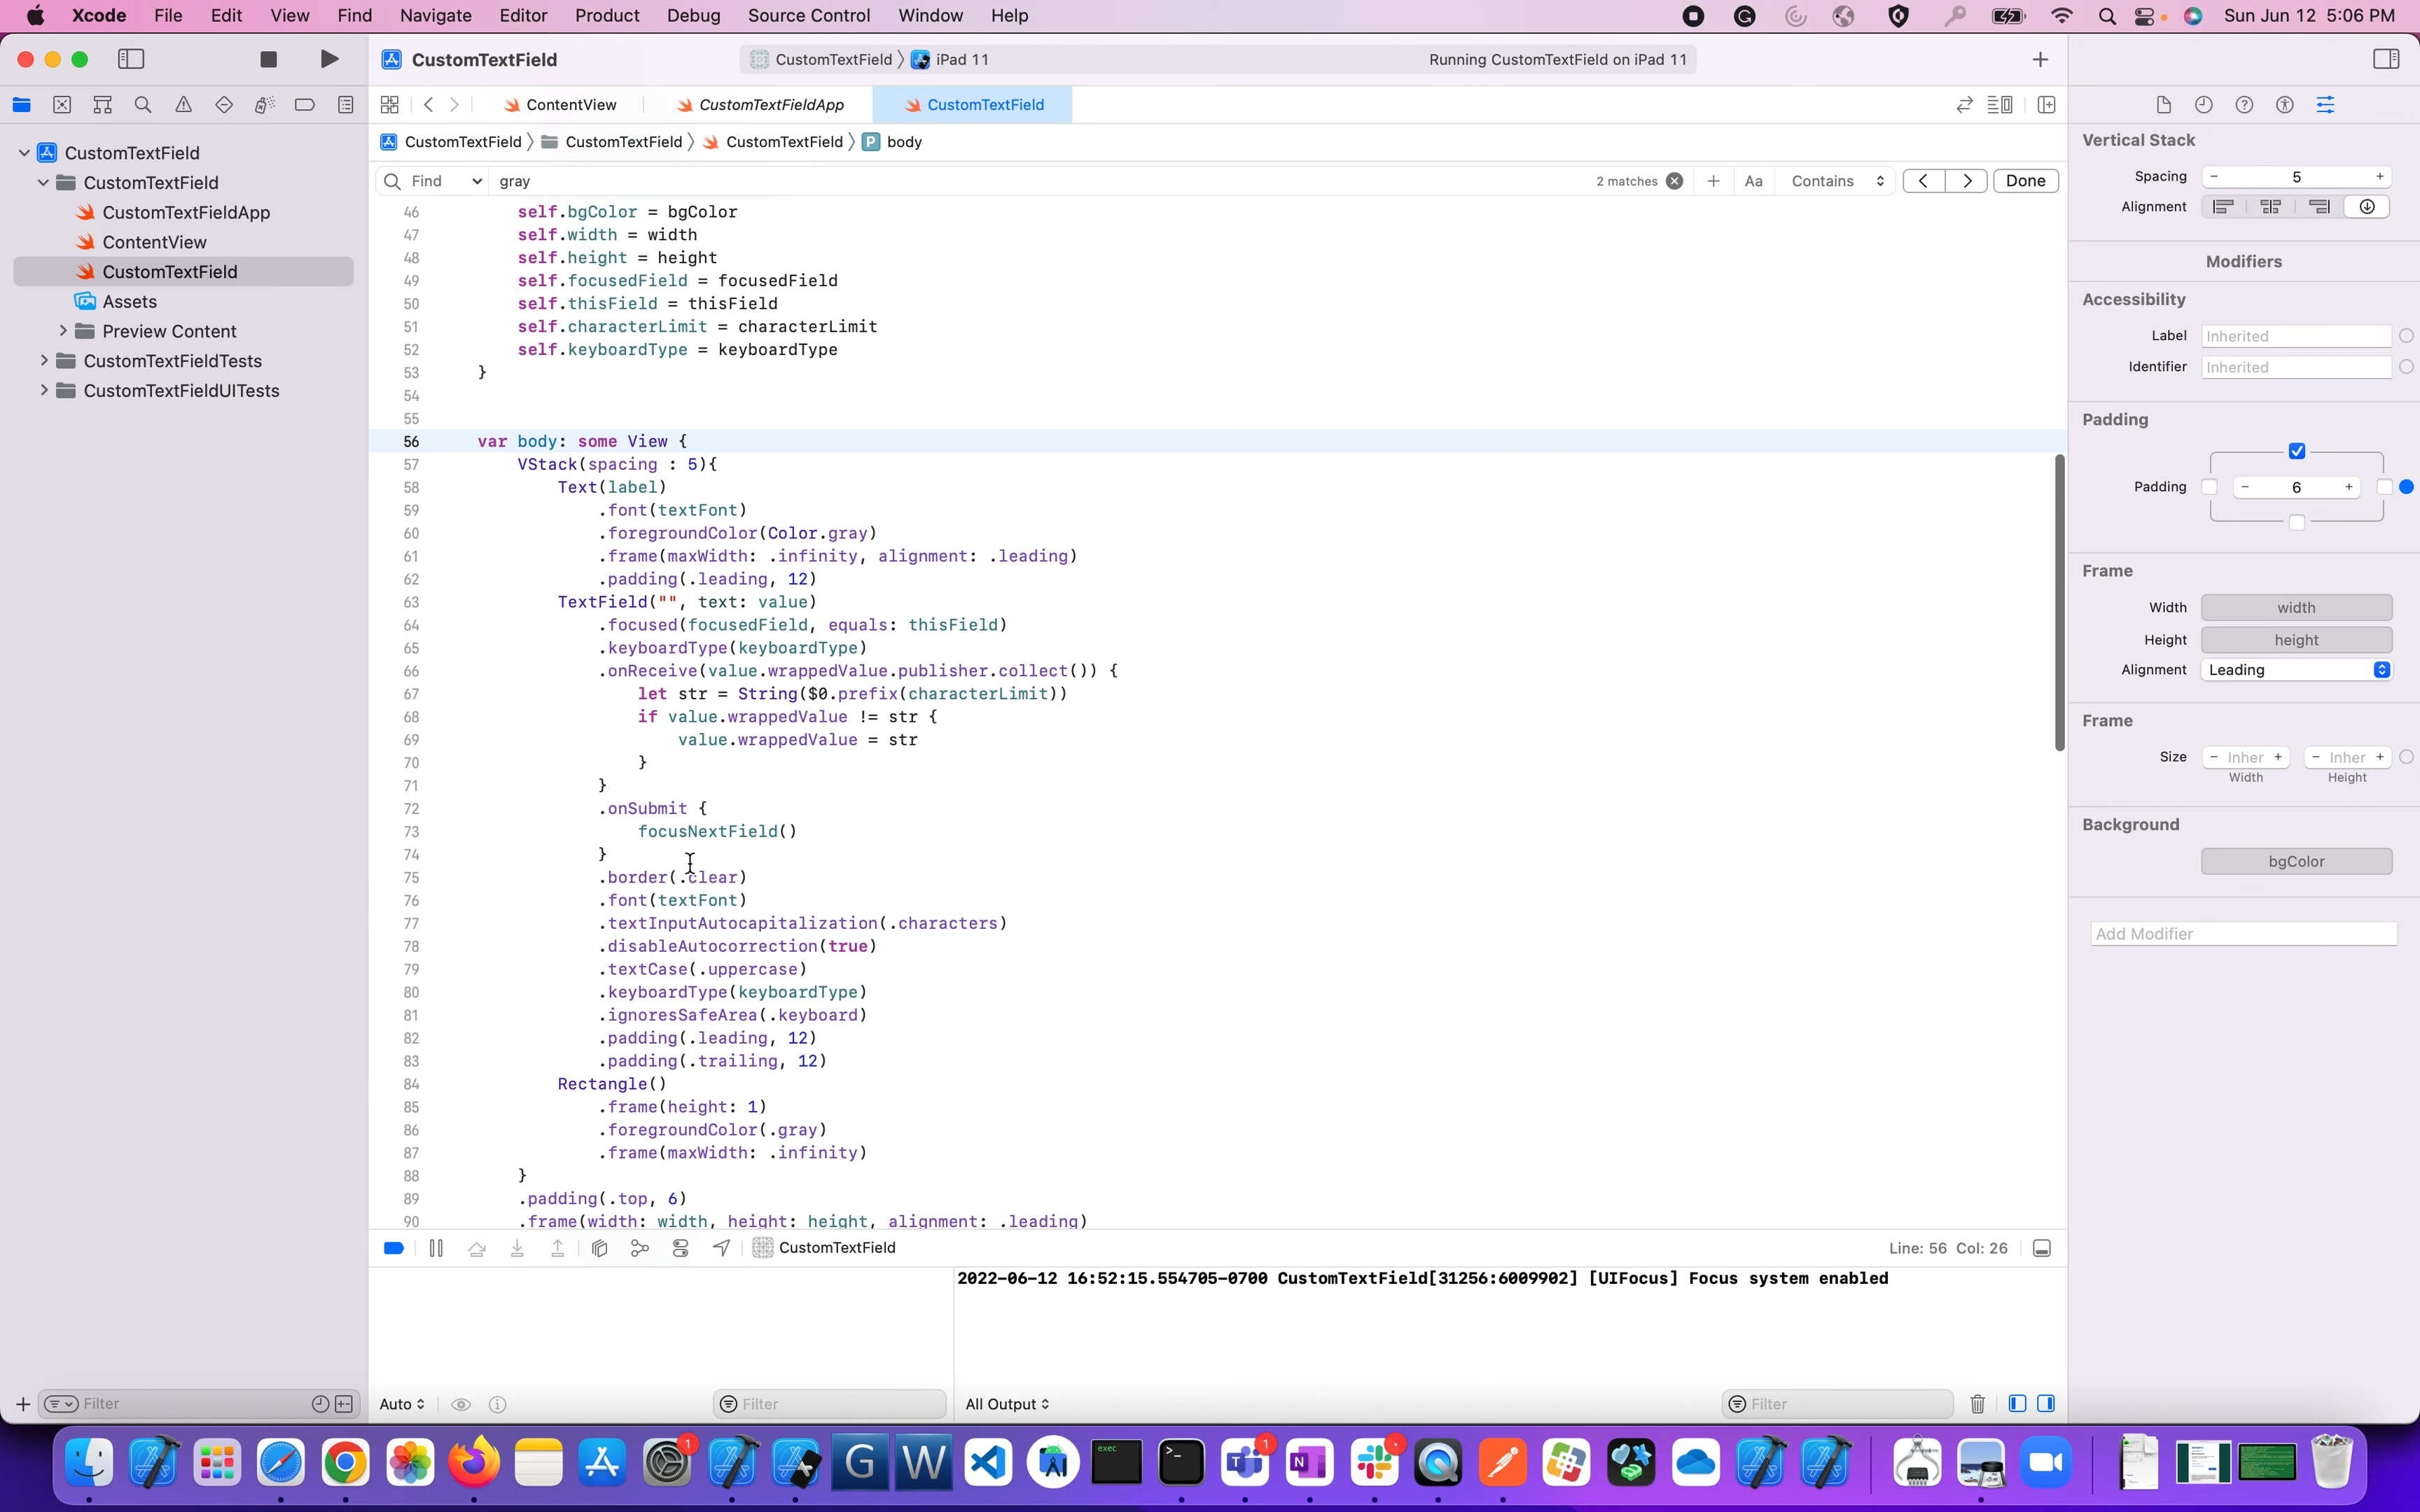 Xcode File Edit View Find Navigate Editor Product Debug Source Control Window Help Sun Jun 12 5:06 PM
CustomTextField CustomTextField 〉 iPad 11 Running CustomTextField on iPad 11
ContentView CustomTextFieldApp CustomTextField
CustomTextField 〉 CustomTextField 〉 CustomTextField 〉 P body
Find gray 2 matches Aa Contains Done
CustomTextField
CustomTextField
CustomTextFieldApp
ContentView
CustomTextField
Assets
Preview Content
CustomTextFieldTests
CustomTextFieldUITests
Filter
46 self.bgColor = bgColor
47 self.width = width
48 self.height = height
49 self.focusedField = focusedField
50 self.thisField = thisField
51 self.characterLimit = characterLimit
52 self.keyboardType = keyboardType
53 }
54
55
56 var body: some View {
57 VStack(spacing : 5){
58 Text(label)
59 .font(textFont)
60 .foregroundColor(Color.gray)
61 .frame(maxWidth: .infinity, alignment: .leading)
62 .padding(.leading, 12)
63 TextField("", text: value)
64 .focused(focusedField, equals: thisField)
65 .keyboardType(keyboardType)
66 .onReceive(value.wrappedValue.publisher.collect()) {
67 let str = String($0.prefix(characterLimit))
68 if value.wrappedValue != str {
69 value.wrappedValue = str
70 }
71 }
72 .onSubmit {
73 focusNextField()
74 }
75 .border(.clear)
76 .font(textFont)
77 .textInputAutocapitalization(.characters)
78 .disableAutocorrection(true)
79 .textCase(.uppercase)
80 .keyboardType(keyboardType)
81 .ignoresSafeArea(.keyboard)
82 .padding(.leading, 12)
83 .padding(.trailing, 12)
84 Rectangle()
85 .frame(height: 1)
86 .foregroundColor(.gray)
87 .frame(maxWidth: .infinity)
88 }
89 .padding(.top, 6)
90 .frame(width: width, height: height, alignment: .leading)
CustomTextField Line: 56 Col: 26
2022-06-12 16:52:15.554705-0700 CustomTextField[31256:6009902] [UIFocus] Focus system enabled
Auto Filter All Output Filter
Vertical Stack
Spacing − 5 +
Alignment
Modifiers
Accessibility
Label Inherited
Identifier Inherited
Padding
Padding − 6 +
Frame
Width width
Height height
Alignment Leading
Frame
Size − Inher + − Inher +
Width Height
Background
bgColor
Add Modifier
1 G W exec >_ T 1 N